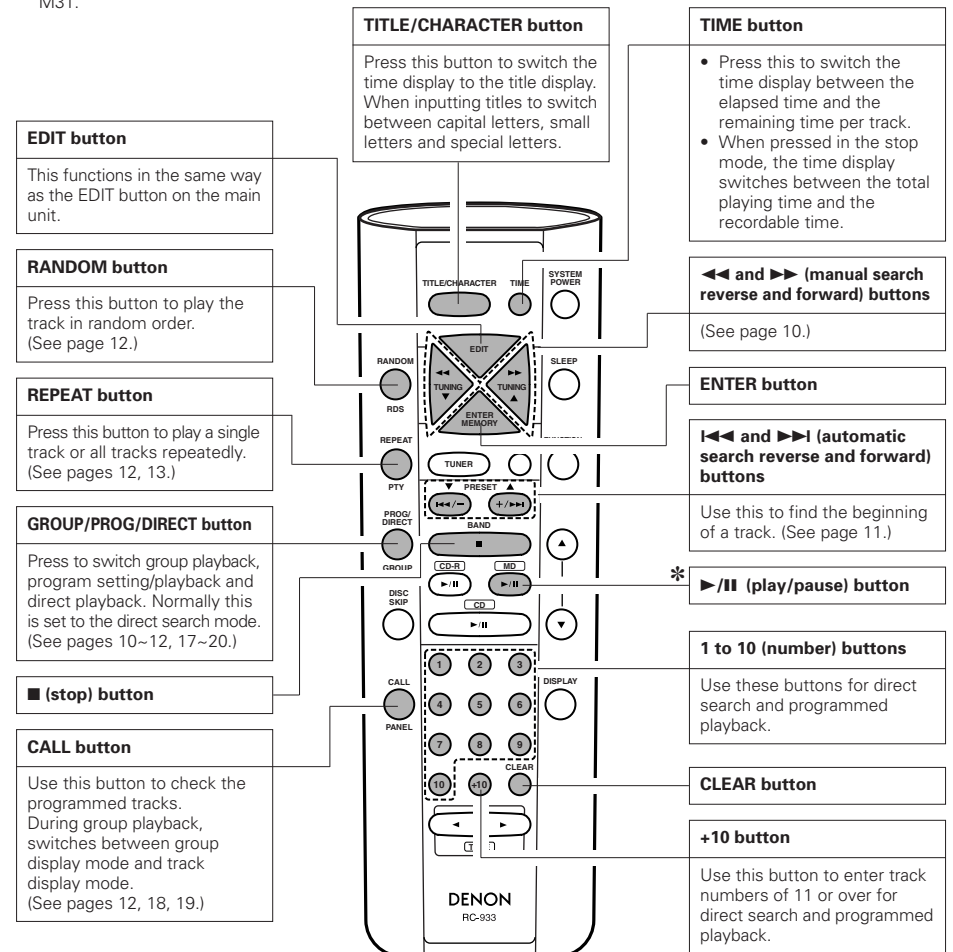 M31.
TITLE/CHARACTER button
Press this button to switch the
time display to the title display.
When inputting titles to switch
between capital letters, small
letters and special letters.
TIME button
• Press this to switch the
time display between the
elapsed time and the
remaining time per track.
• When pressed in the stop
mode, the time display
switches between the total
playing time and the
recordable time.
EDIT button
This functions in the same way
as the EDIT button on the main
unit.
RANDOM button
Press this button to play the
track in random order.
(See page 12.)
REPEAT button
Press this button to play a single
track or all tracks repeatedly.
(See pages 12, 13.)
GROUP/PROG/DIRECT button
Press to switch group playback,
program setting/playback and
direct playback. Normally this
is set to the direct search mode.
(See pages 10~12, 17~20.)
■ (stop) button
CALL button
Use this button to check the
programmed tracks.
During group playback,
switches between group
display mode and track
display mode.
(See pages 12, 18, 19.)
TITLE/CHARACTER
TIME
SYSTEM
POWER
EDIT
RANDOM
◄◄
TUNING
▼
►►
TUNING
▲
SLEEP
RDS
ENTER
MEMORY
REPEAT
TUNER
PTY
▼ PRESET ▲
I◄◄/−
+/►►I
PROG/
DIRECT
BAND
■
▲
GROUP
CD-R
MD
►/II
►/II
DISC
SKIP
CD
►/II
▼
1 2 3
CALL
4 5 6
DISPLAY
PANEL
7 8 9
CLEAR
10 +10
◄ ►
DENON
RC-933
◄◄ and ►► (manual search
reverse and forward) buttons
(See page 10.)
ENTER button
I◄◄ and ►►I (automatic
search reverse and forward)
buttons
Use this to find the beginning
of a track. (See page 11.)
✻ ►/II (play/pause) button
1 to 10 (number) buttons
Use these buttons for direct
search and programmed
playback.
CLEAR button
+10 button
Use this button to enter track
numbers of 11 or over for
direct search and programmed
playback.